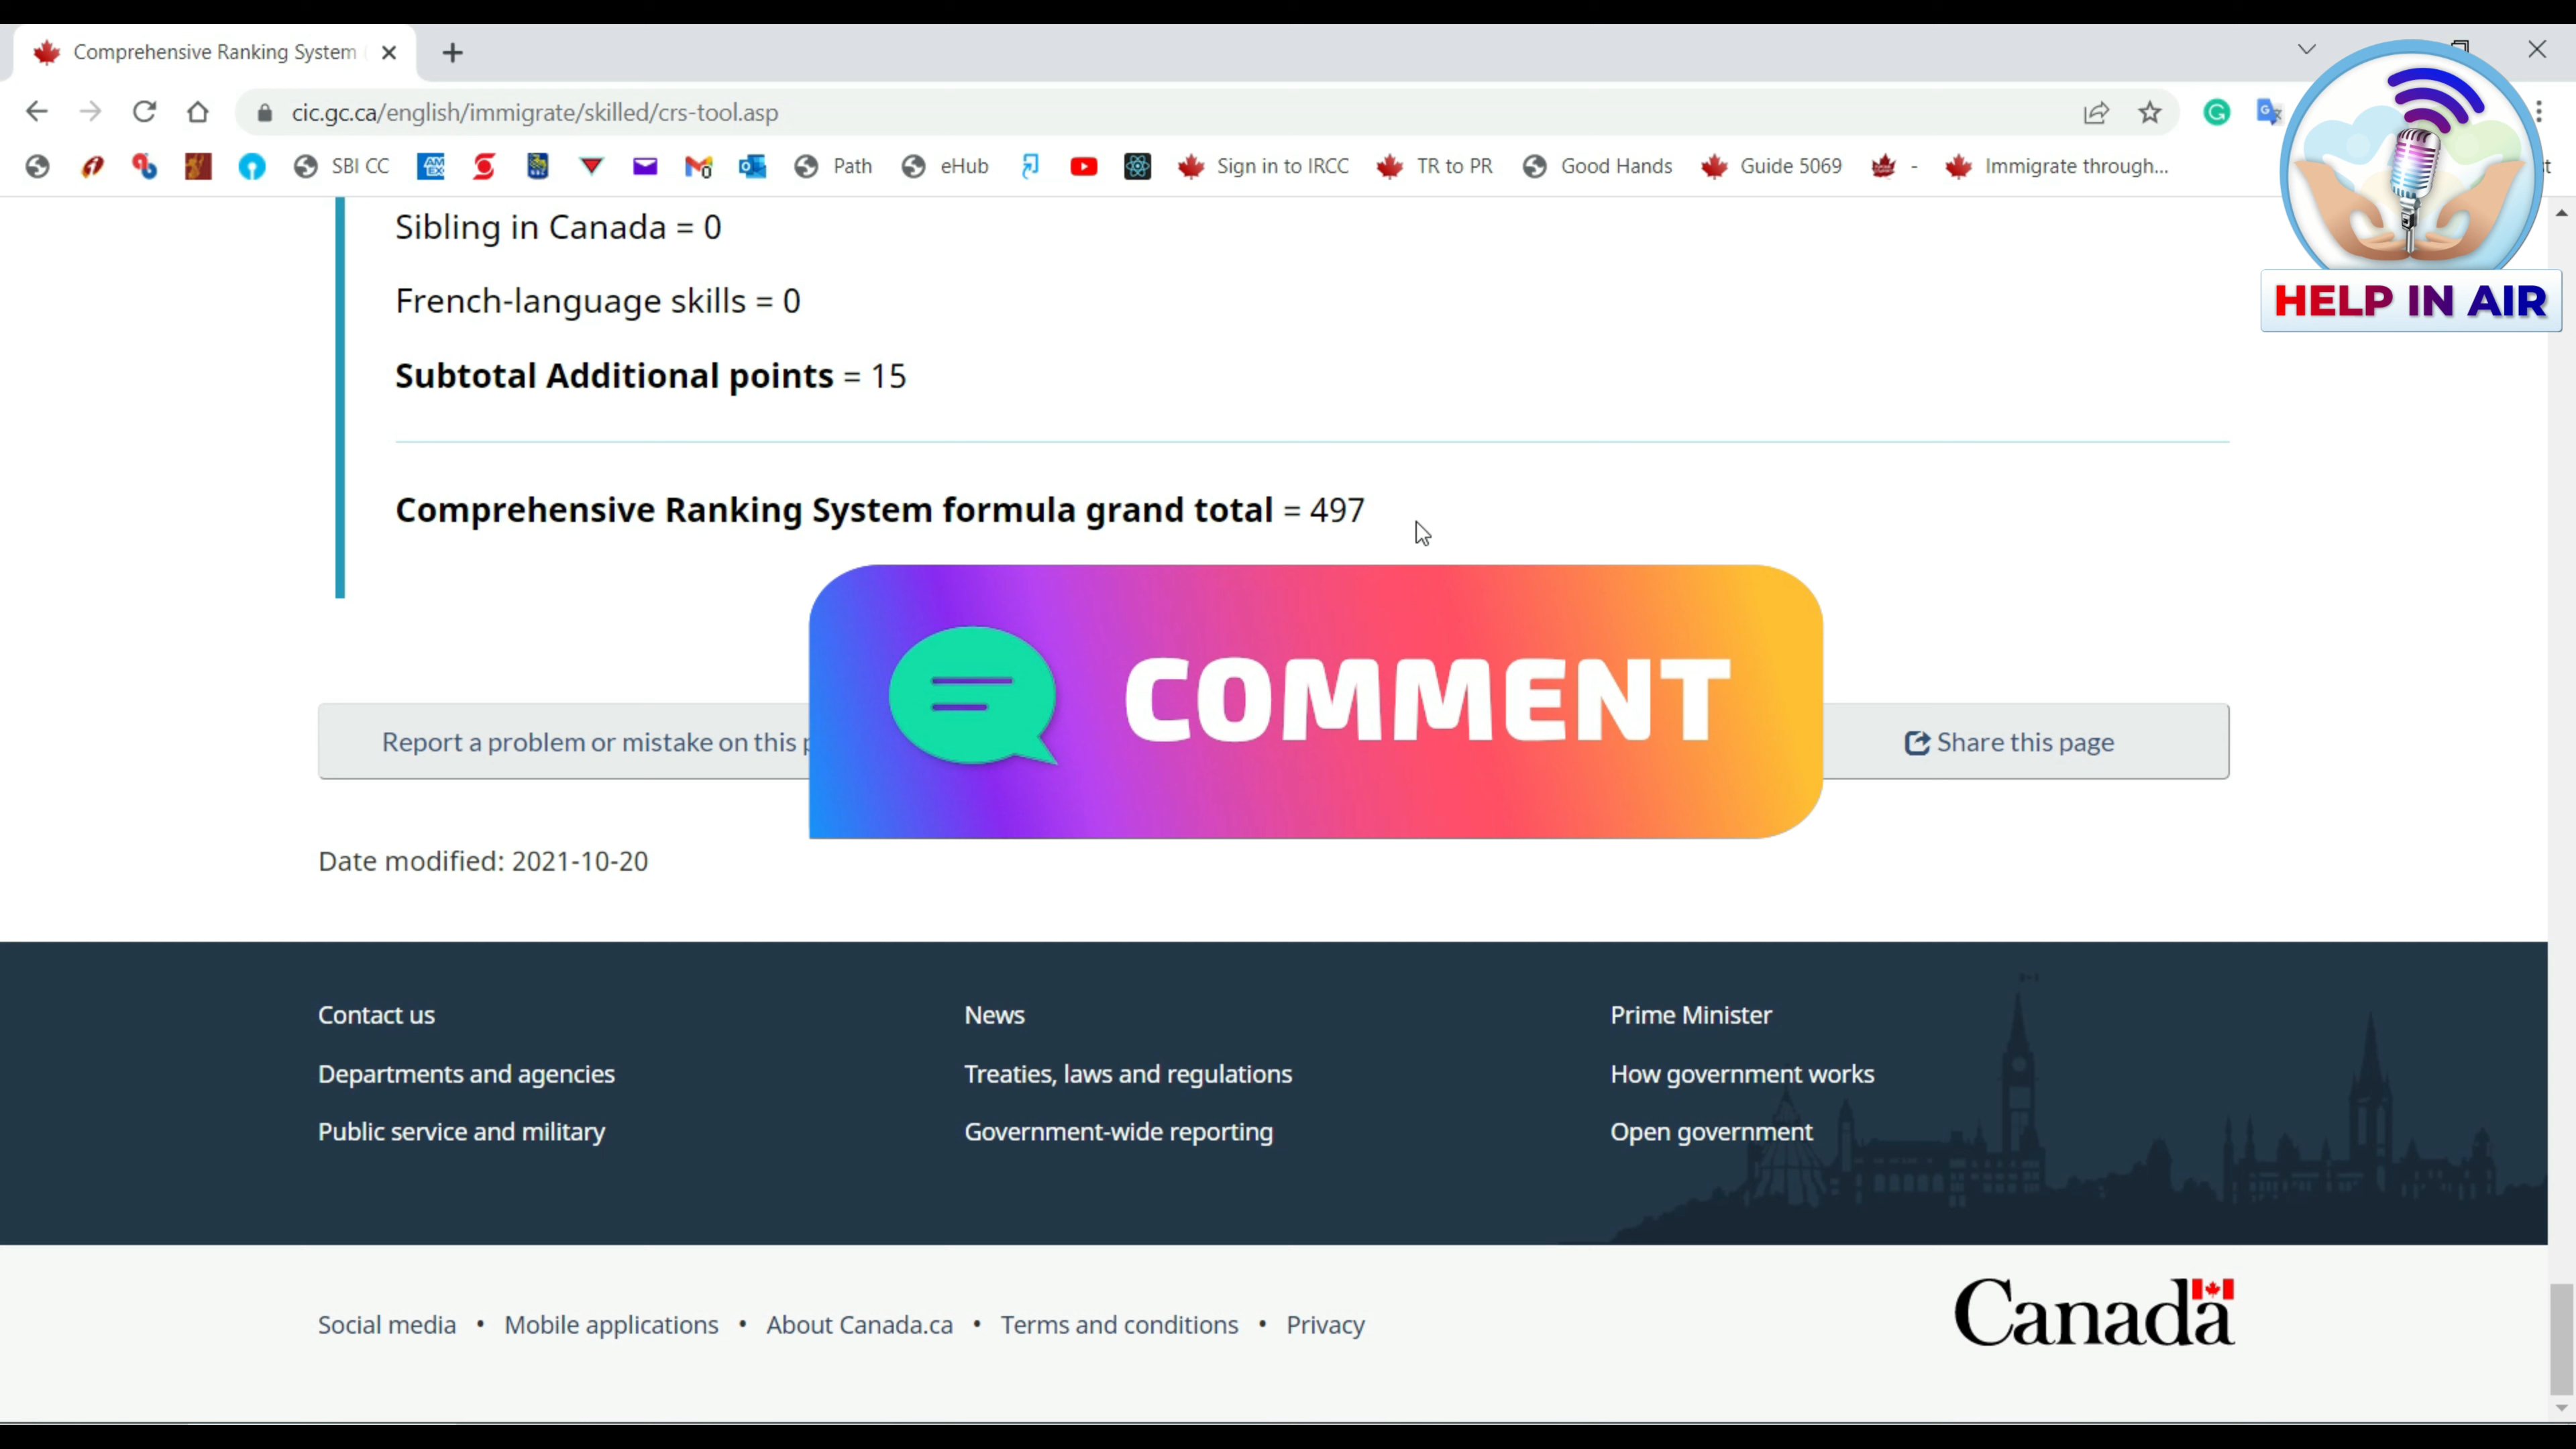 Comprehensive Ranking System
cic.gc.ca/english/immigrate/skilled/crs-tool.asp
SBI CC
Path
eHub
Sign in to IRCC
TR to PR
Good Hands
Guide 5069
-
Immigrate through...
HELP IN AIR
Sibling in Canada = 0
French-language skills = 0
Subtotal Additional points = 15
Comprehensive Ranking System formula grand total = 497
COMMENT
Report a problem or mistake on this
Share this page
Date modified: 2021-10-20
Contact us
News
Prime Minister
Departments and agencies
Treaties, laws and regulations
How government works
Public service and military
Government-wide reporting
Open government
Social media • Mobile applications • About Canada.ca • Terms and conditions • Privacy
Canada